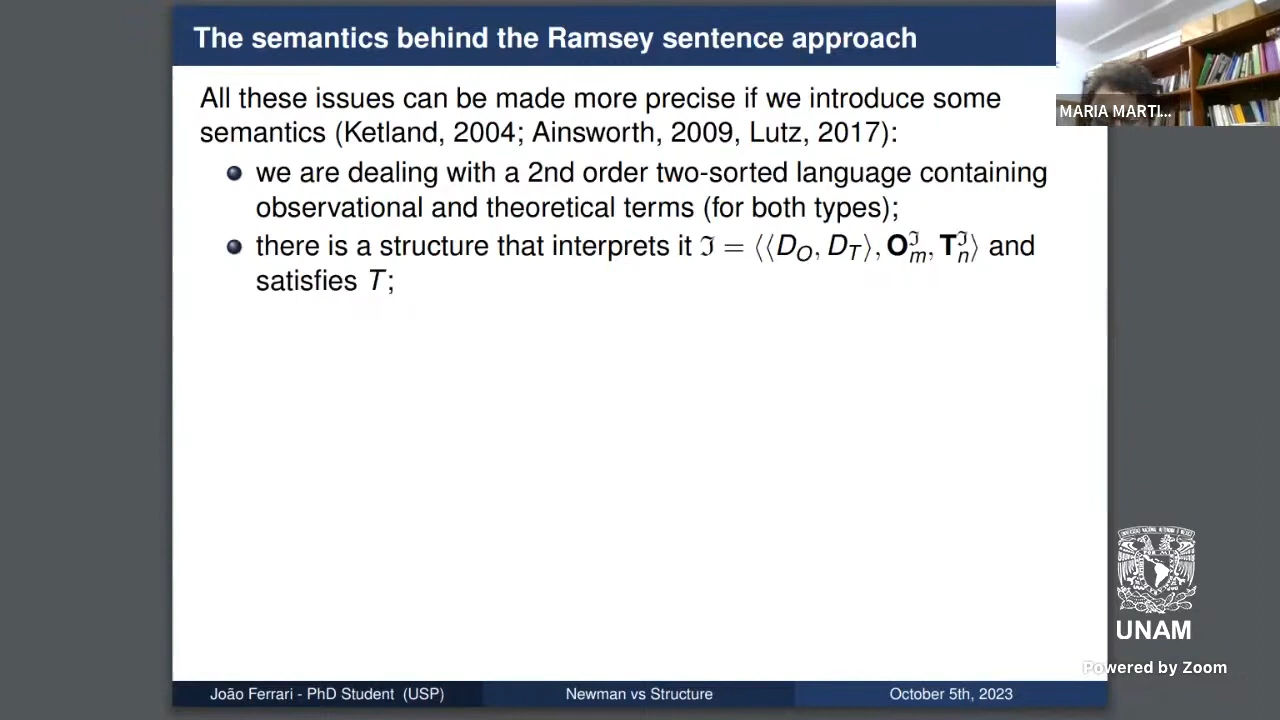 The semantics behind the Ramsey sentence approach
MARIA MARTI...
All these issues can be made more precise if we introduce some
semantics (Ketland, 2004; Ainsworth, 2009, Lutz, 2017):
we are dealing with a 2nd order two-sorted language containing
observational and theoretical terms (for both types);
there is a structure that interprets it ℑ = ⟨⟨D_O, D_T⟩, O_m^ℑ, T_n^ℑ⟩ and
satisfies T;
UNAM
Powered by Zoom
João Ferrari - PhD Student (USP)
Newman vs Structure
October 5th, 2023